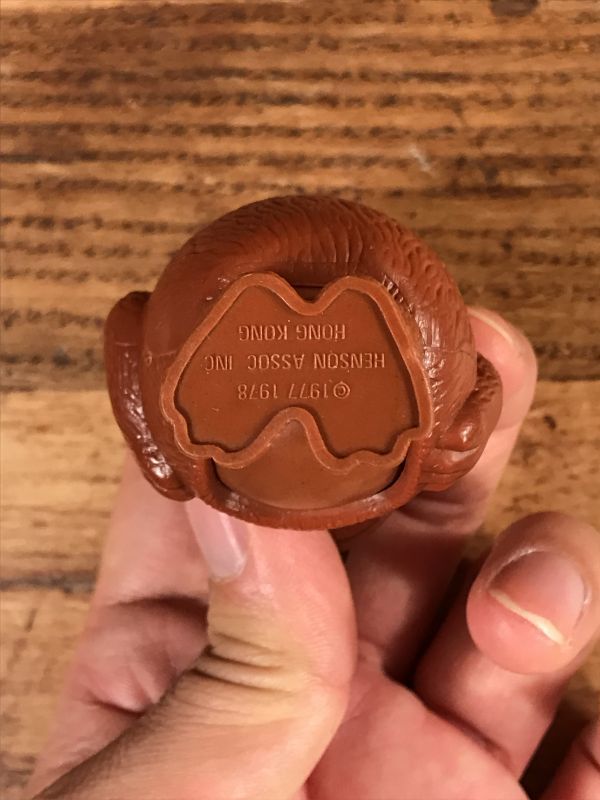 ©1977 1978
HENSON ASSOC INC
HONG KONG